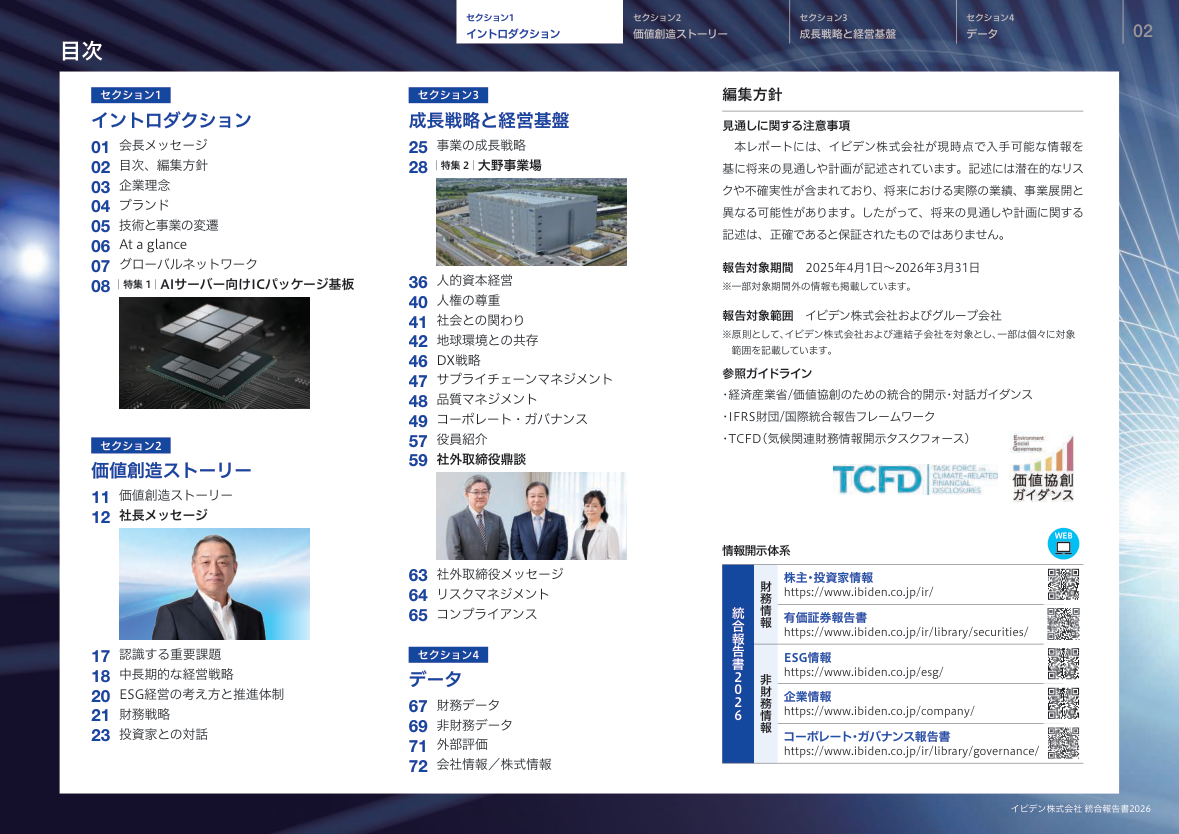 セクション1
イントロダクション
セクション2
価値創造ストーリー
セクション3
成長戦略と経営基盤
セクション4
データ
02
目次
セクション1
イントロダクション
01 会長メッセージ
02 目次、編集方針
03 企業理念
04 ブランド
05 技術と事業の変遷
06 At a glance
07 グローバルネットワーク
08 |特集 1| AIサーバー向けICパッケージ基板
セクション2
価値創造ストーリー
11 価値創造ストーリー
12 社長メッセージ
17 認識する重要課題
18 中長期的な経営戦略
20 ESG経営の考え方と推進体制
21 財務戦略
23 投資家との対話
セクション3
成長戦略と経営基盤
25 事業の成長戦略
28 |特集 2| 大野事業場
36 人的資本経営
40 人権の尊重
41 社会との関わり
42 地球環境との共存
46 DX戦略
47 サプライチェーンマネジメント
48 品質マネジメント
49 コーポレート・ガバナンス
57 役員紹介
59 社外取締役鼎談
63 社外取締役メッセージ
64 リスクマネジメント
65 コンプライアンス
セクション4
データ
67 財務データ
69 非財務データ
71 外部評価
72 会社情報／株式情報
編集方針
見通しに関する注意事項
本レポートには、イビデン株式会社が現時点で入手可能な情報を
基に将来の見通しや計画が記述されています。記述には潜在的なリス
クや不確実性が含まれており、将来における実際の業績、事業展開と
異なる可能性があります。したがって、将来の見通しや計画に関する
記述は、正確であると保証されたものではありません。
報告対象期間 2025年4月1日～2026年3月31日
※一部対象期間外の情報も掲載しています。
報告対象範囲 イビデン株式会社およびグループ会社
※原則として、イビデン株式会社および連結子会社を対象とし、一部は個々に対象
範囲を記載しています。
参照ガイドライン
・経済産業省/価値協創のための統合的開示・対話ガイダンス
・IFRS財団/国際統合報告フレームワーク
・TCFD（気候関連財務情報開示タスクフォース）
TCFD
TASK FORCE ON
CLIMATE-RELATED
FINANCIAL
DISCLOSURES
Environment
Social
Governance
価値協創
ガイダンス
情報開示体系
WEB
統合報告書2026
財務情報
株主・投資家情報
https://www.ibiden.co.jp/ir/
有価証券報告書
https://www.ibiden.co.jp/ir/library/securities/
非財務情報
ESG情報
https://www.ibiden.co.jp/esg/
企業情報
https://www.ibiden.co.jp/company/
コーポレート・ガバナンス報告書
https://www.ibiden.co.jp/ir/library/governance/
イビデン株式会社 統合報告書2026